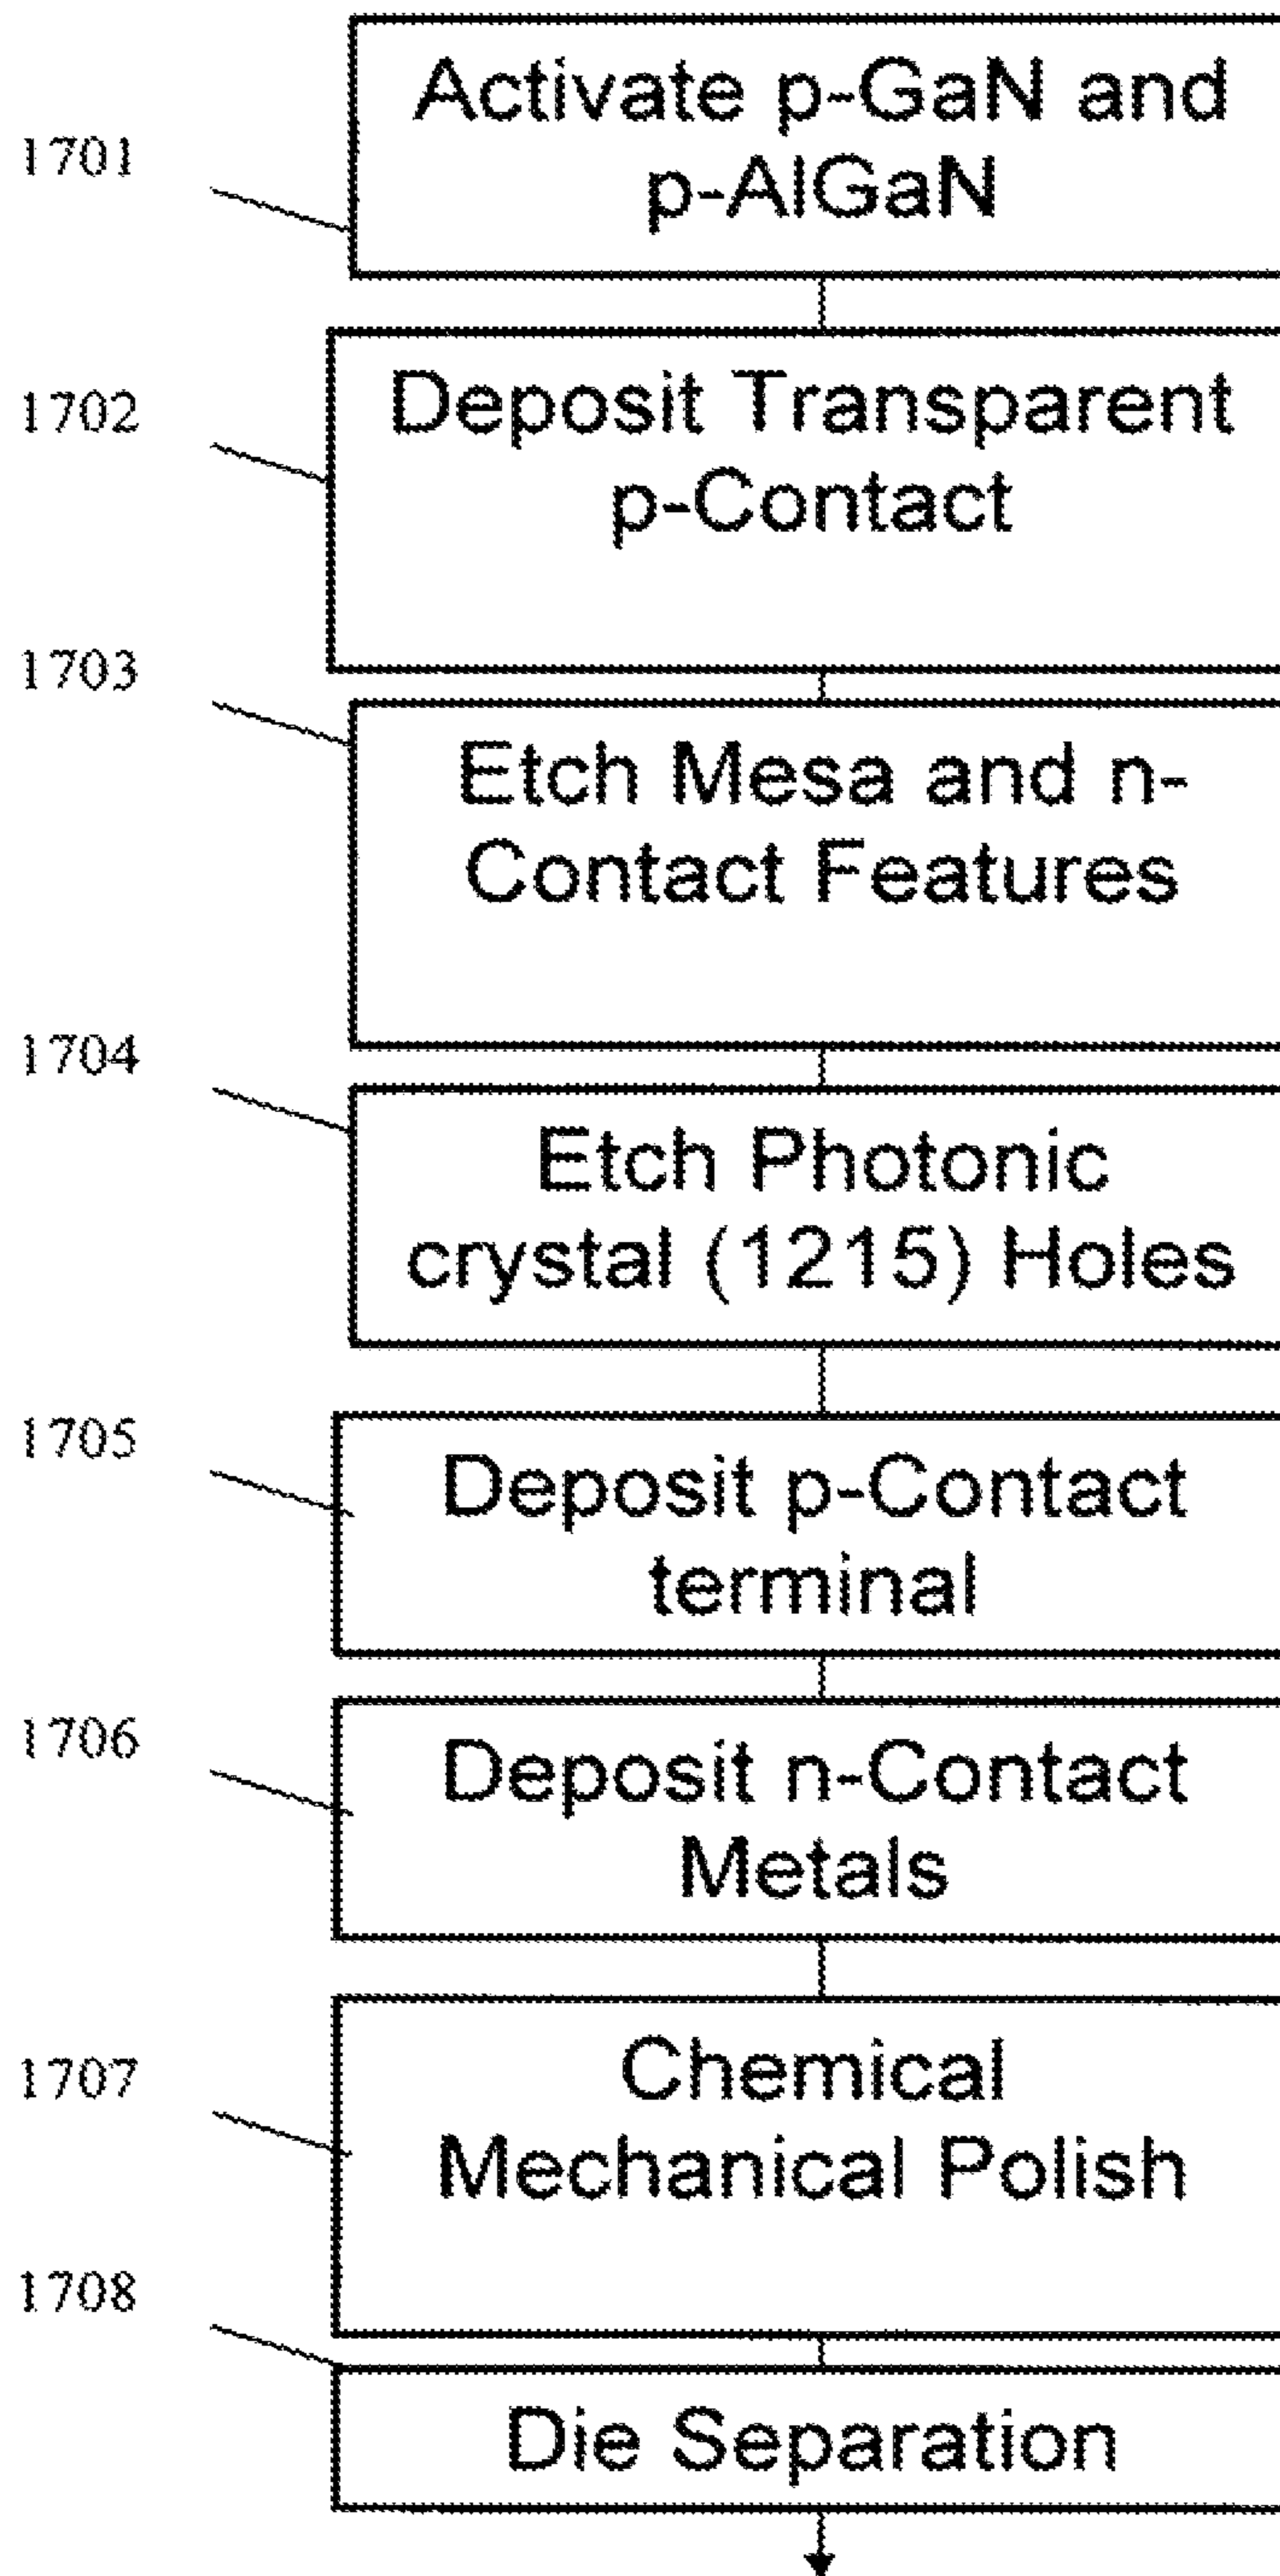 1701
Activate p-GaN and
p-AlGaN
1702
Deposit Transparent
p-Contact
1703
Etch Mesa and n-
Contact Features
1704
Etch Photonic
crystal (1215) Holes
1705
Deposit p-Contact
terminal
1706
Deposit n-Contact
Metals
1707
Chemical
Mechanical Polish
1708
Die Separation